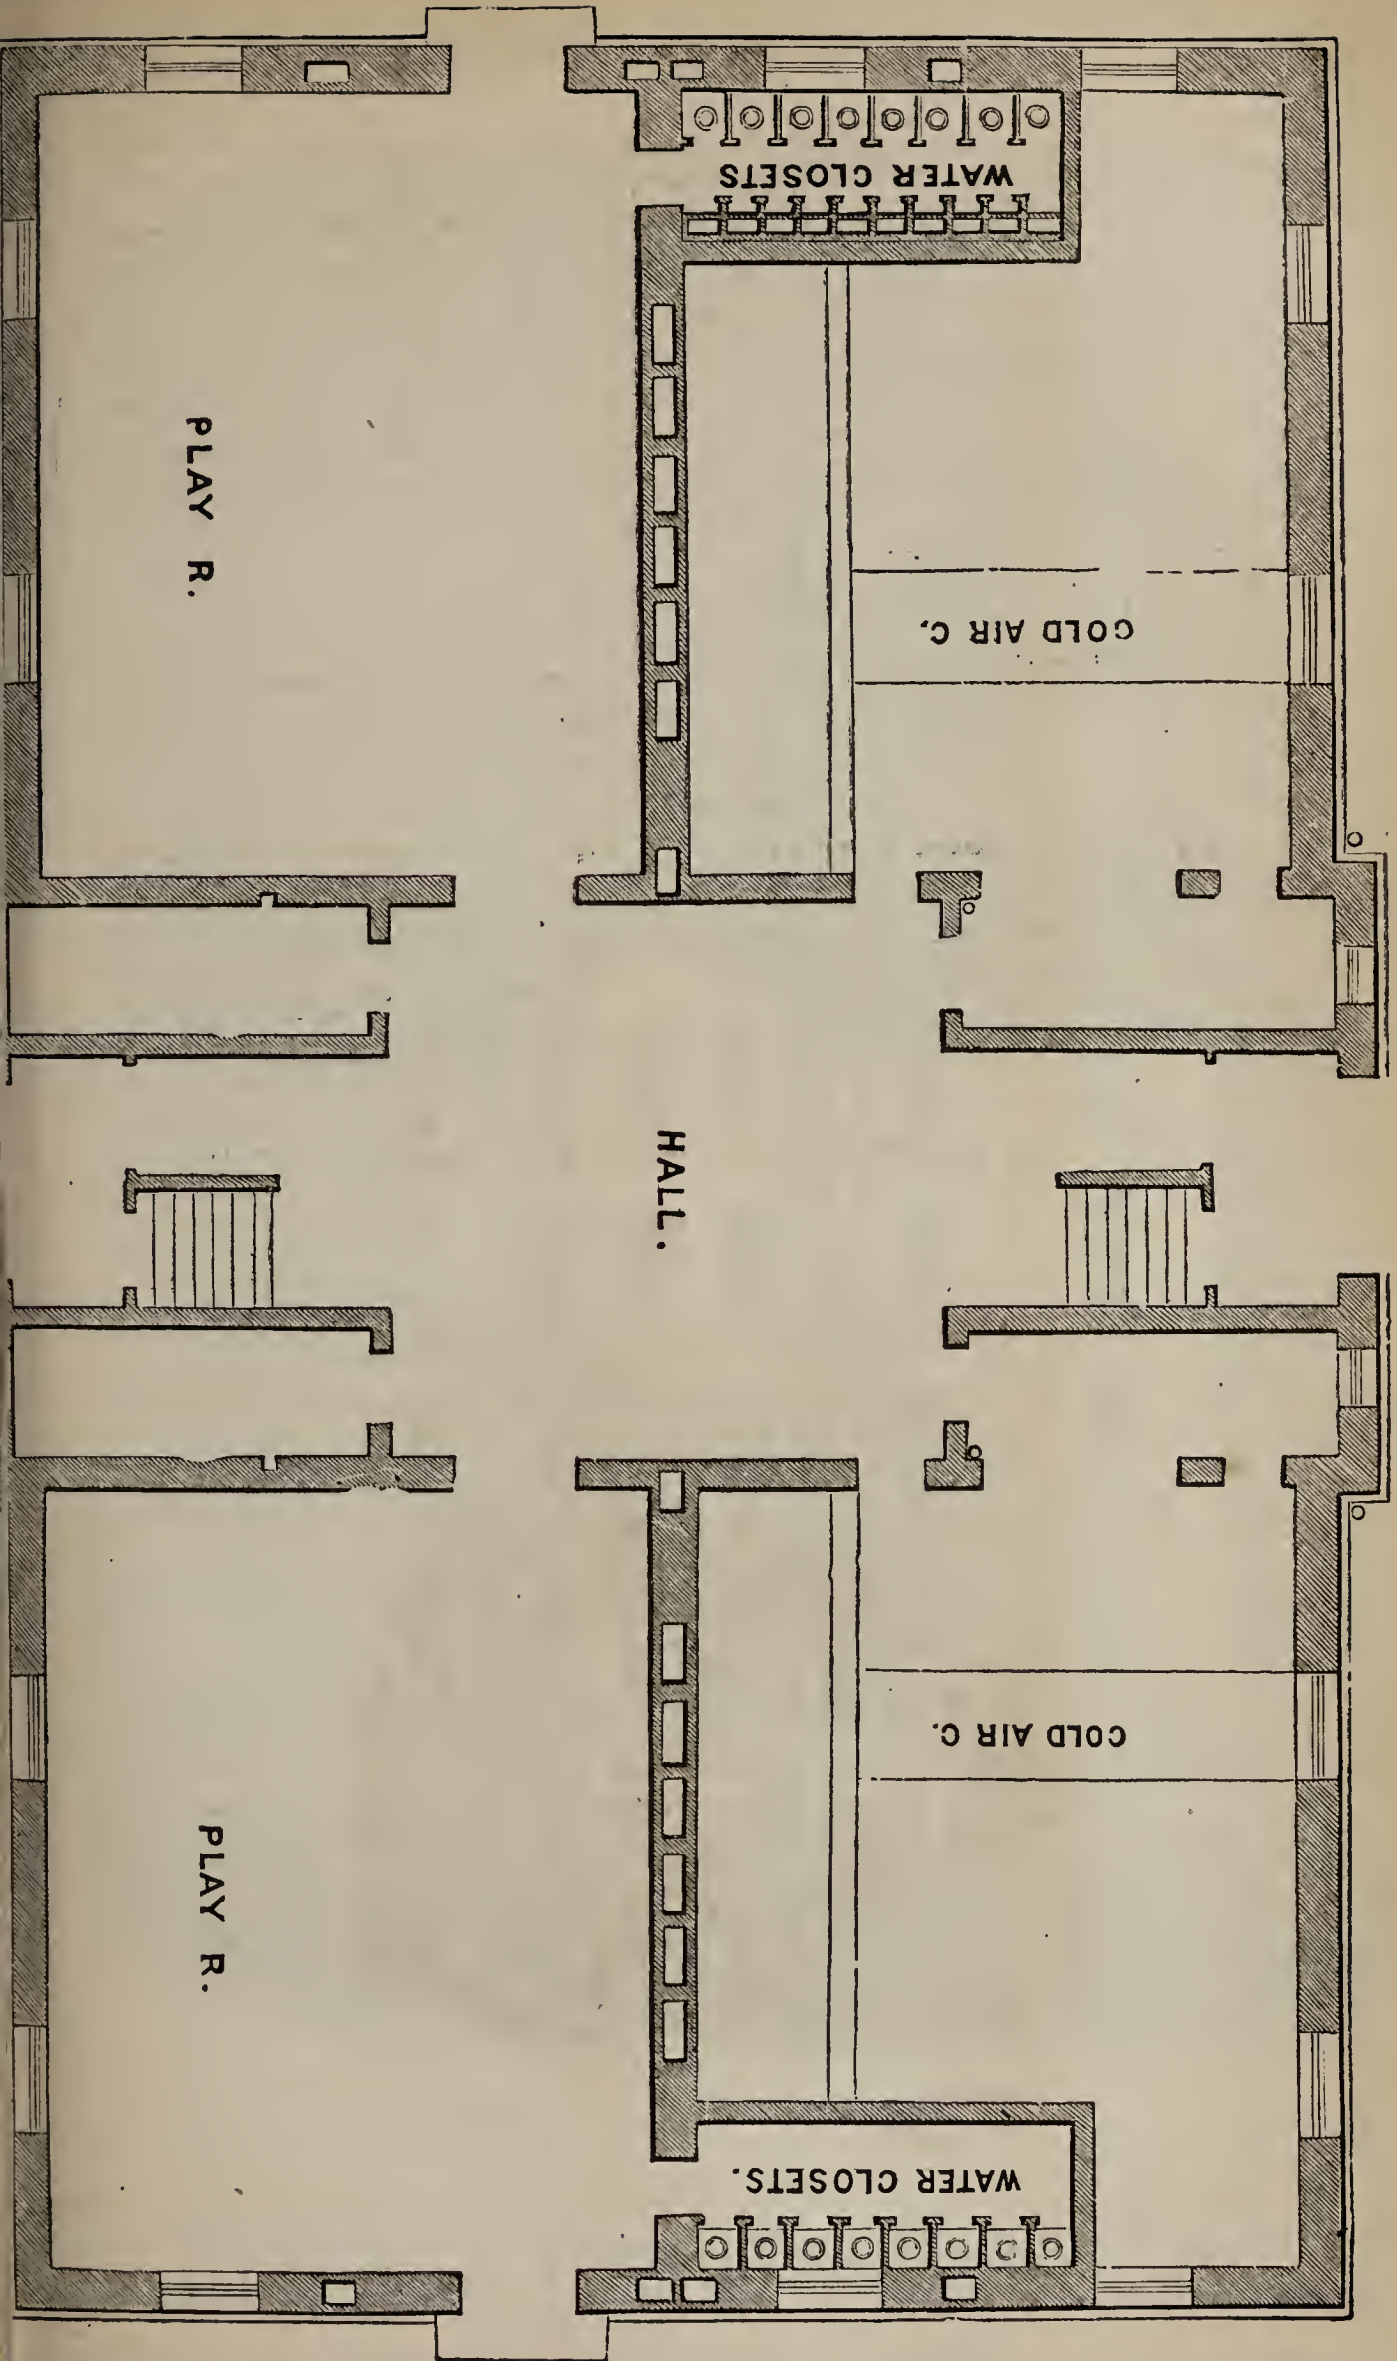 WATER CLOSETS
PLAY R.
COLD AIR C.
HALL.
COLD AIR C.
PLAY R.
WATER CLOSETS.